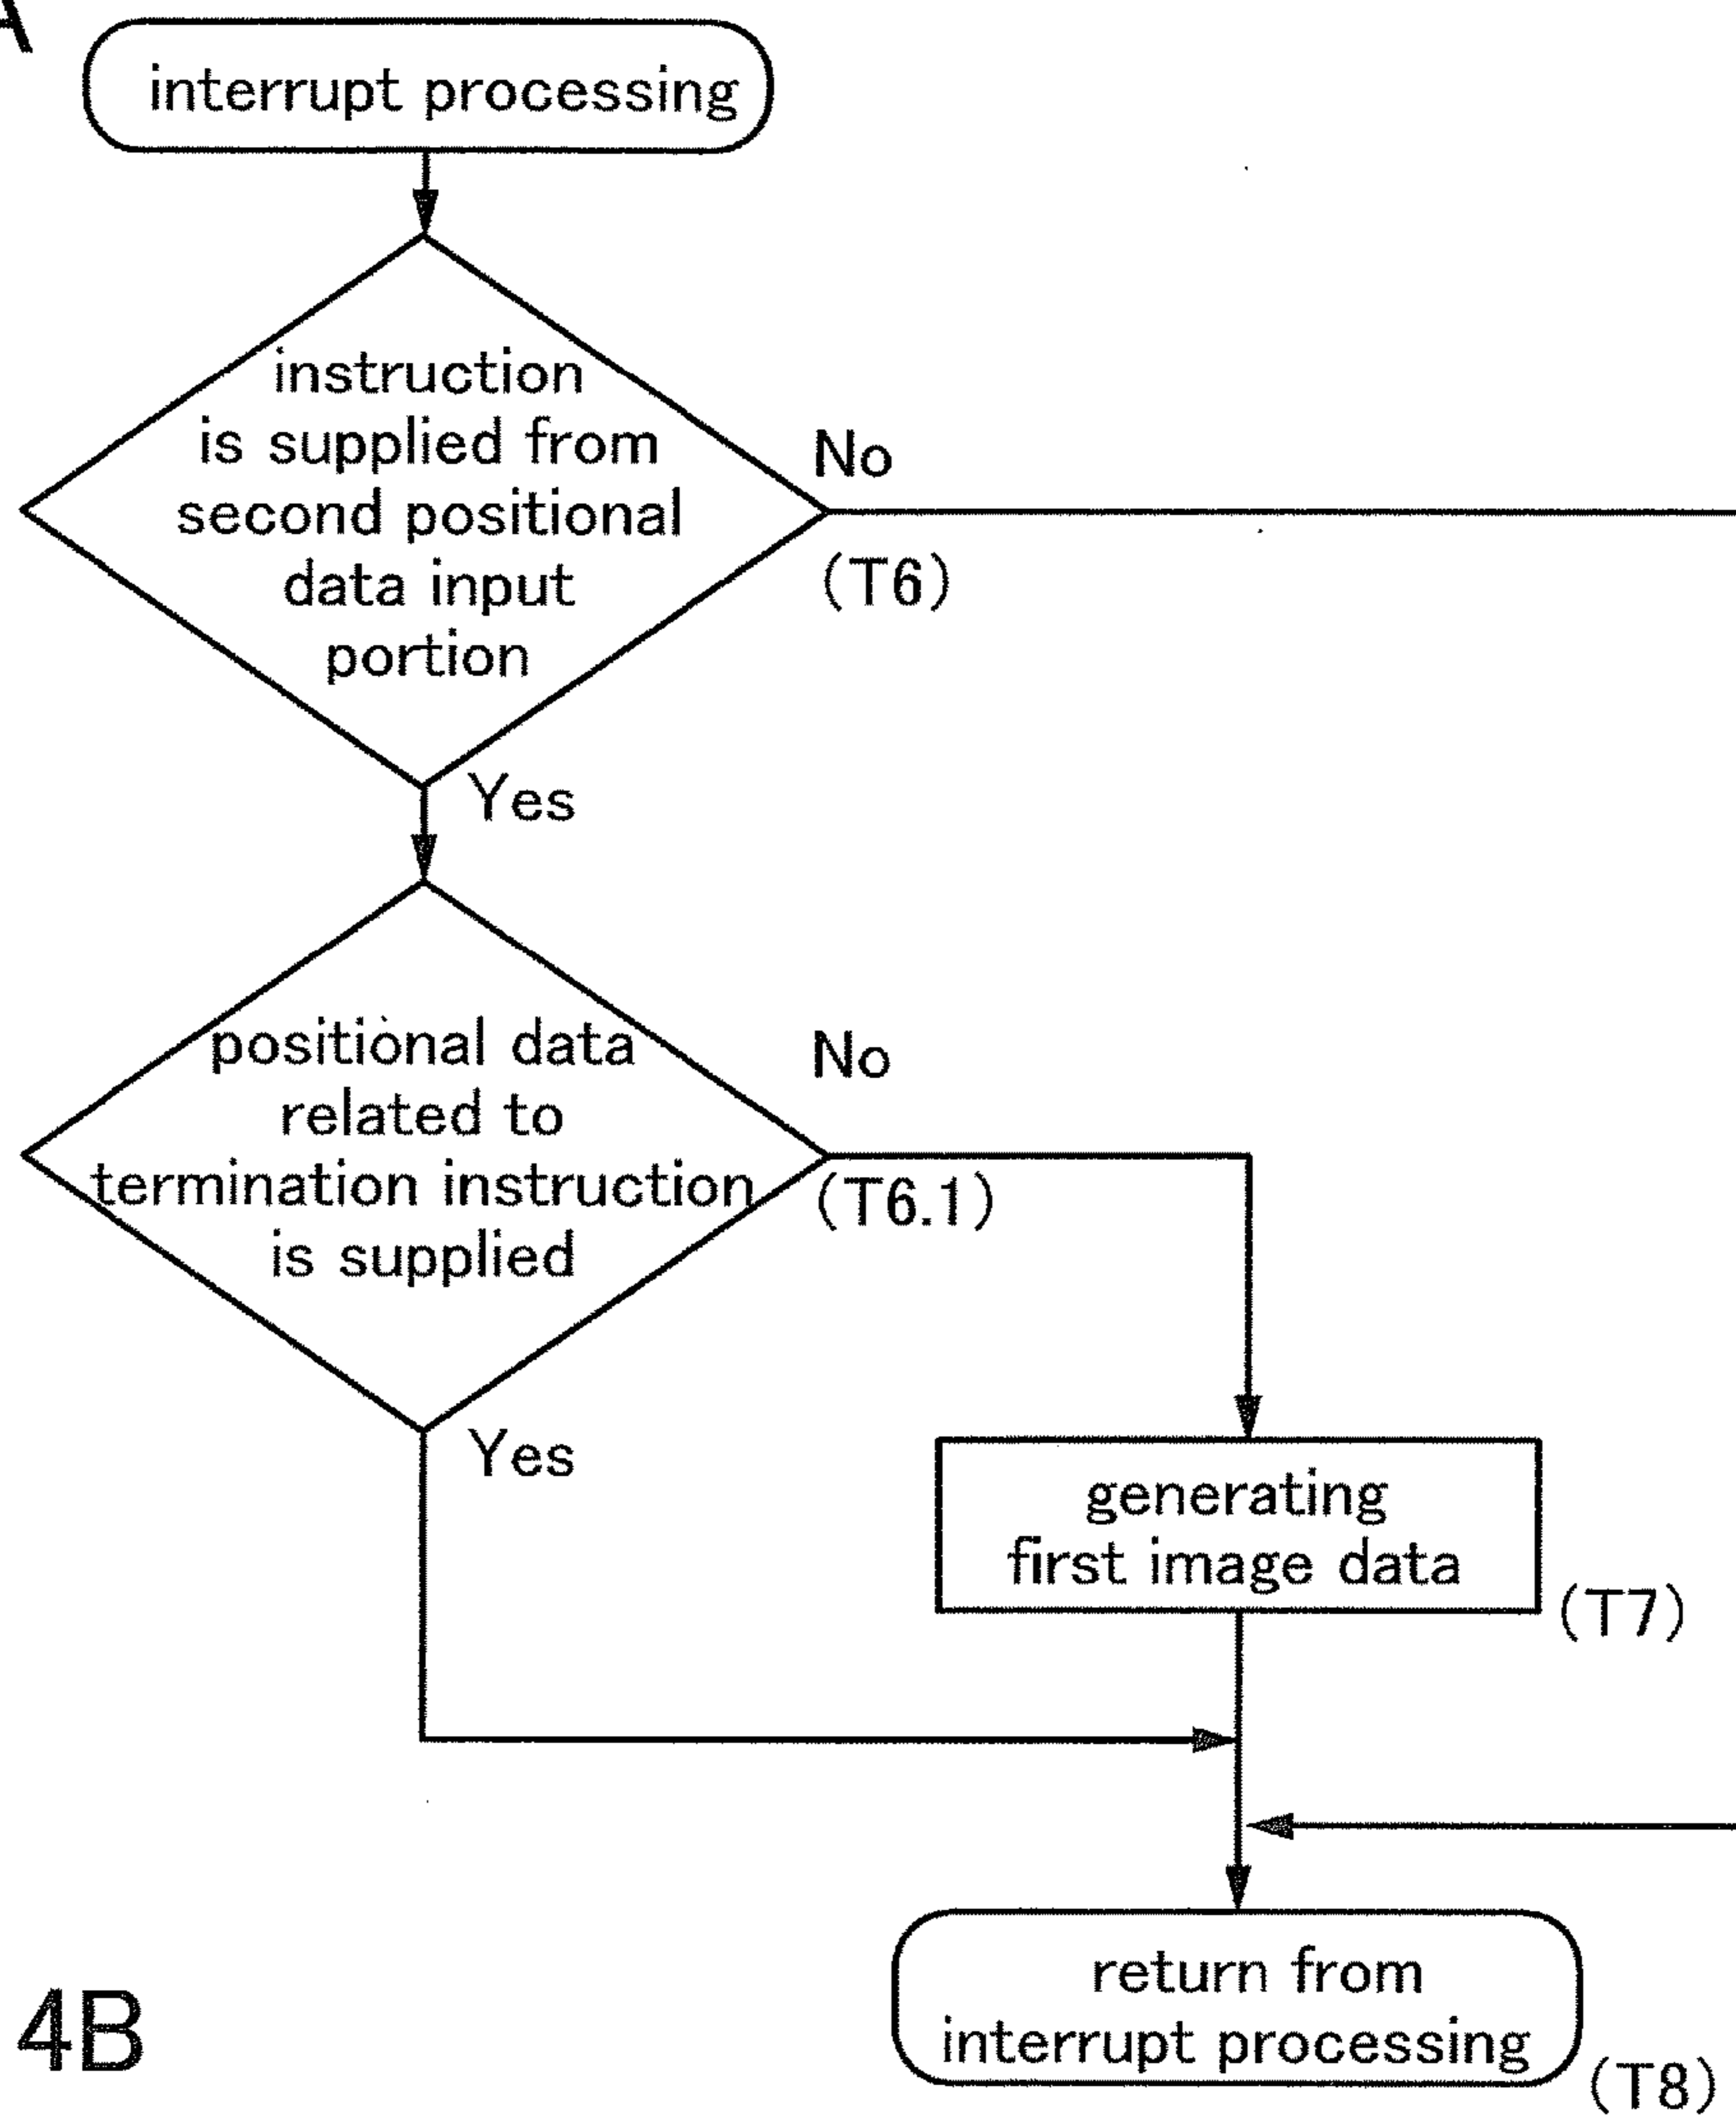 A
interrupt processing
instruction
is supplied from
second positional
data input
portion
No
(T6)
Yes
positional data
related to
termination instruction
is supplied
No
(T6.1)
Yes
generating
first image data
(T7)
return from
interrupt processing
(T8)
4B